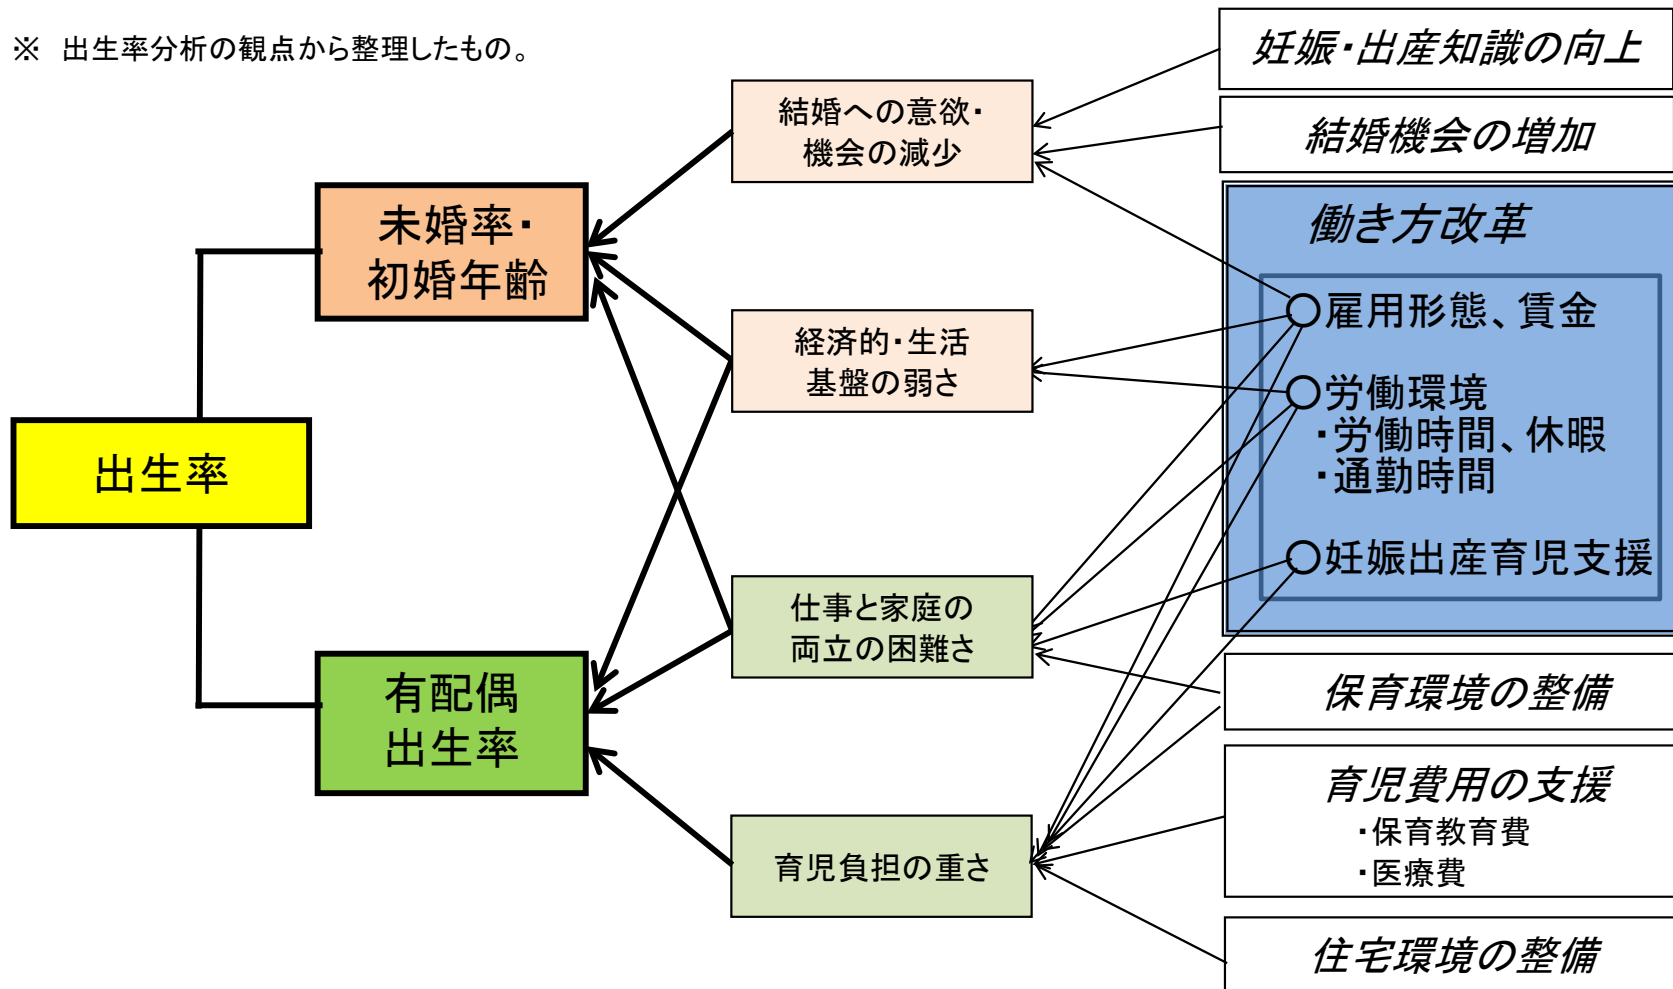 ※ 出生率分析の観点から整理したもの。
出生率
未婚率・
初婚年齢
有配偶
出生率
結婚への意欲・
機会の減少
経済的・生活
基盤の弱さ
仕事と家庭の
両立の困難さ
育児負担の重さ
妊娠・出産知識の向上
結婚機会の増加
働き方改革
○雇用形態、賃金
○労働環境
・労働時間、休暇
・通勤時間
○妊娠出産育児支援
保育環境の整備
育児費用の支援
・保育教育費
・医療費
住宅環境の整備